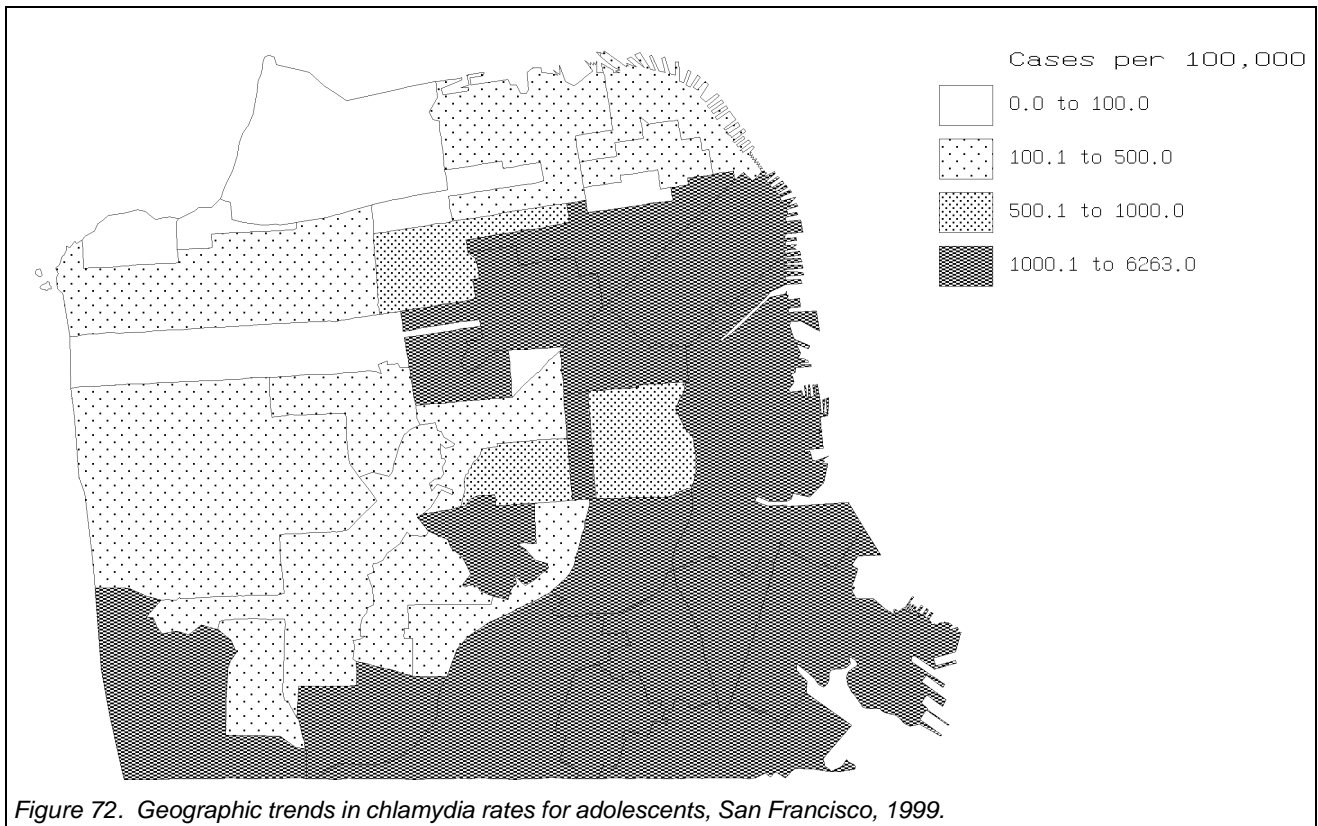 Cases per 100,000
0.0 to 100.0
100.1 to 500.0
500.1 to 1000.0
1000.1 to 6263.0
Figure 72. Geographic trends in chlamydia rates for adolescents, San Francisco, 1999.